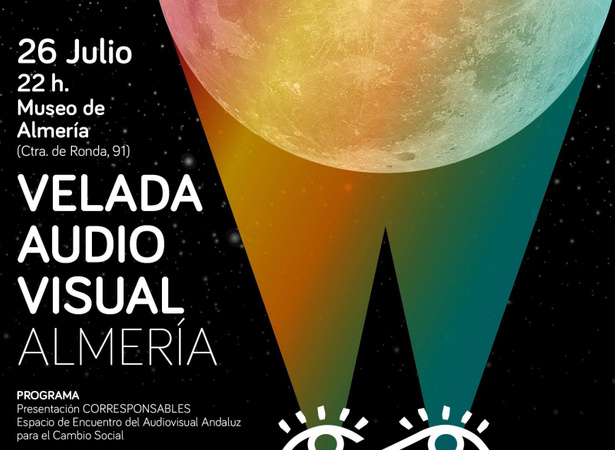 26 Julio
22 h.
Museo de
Almería
(Ctra. de Ronda, 91)
VELADA
AUDIO
VISUAL
ALMERÍA
PROGRAMA
Presentación CORRESPONSABLES
Espacio de Encuentro del Audiovisual Andaluz
para el Cambio Social